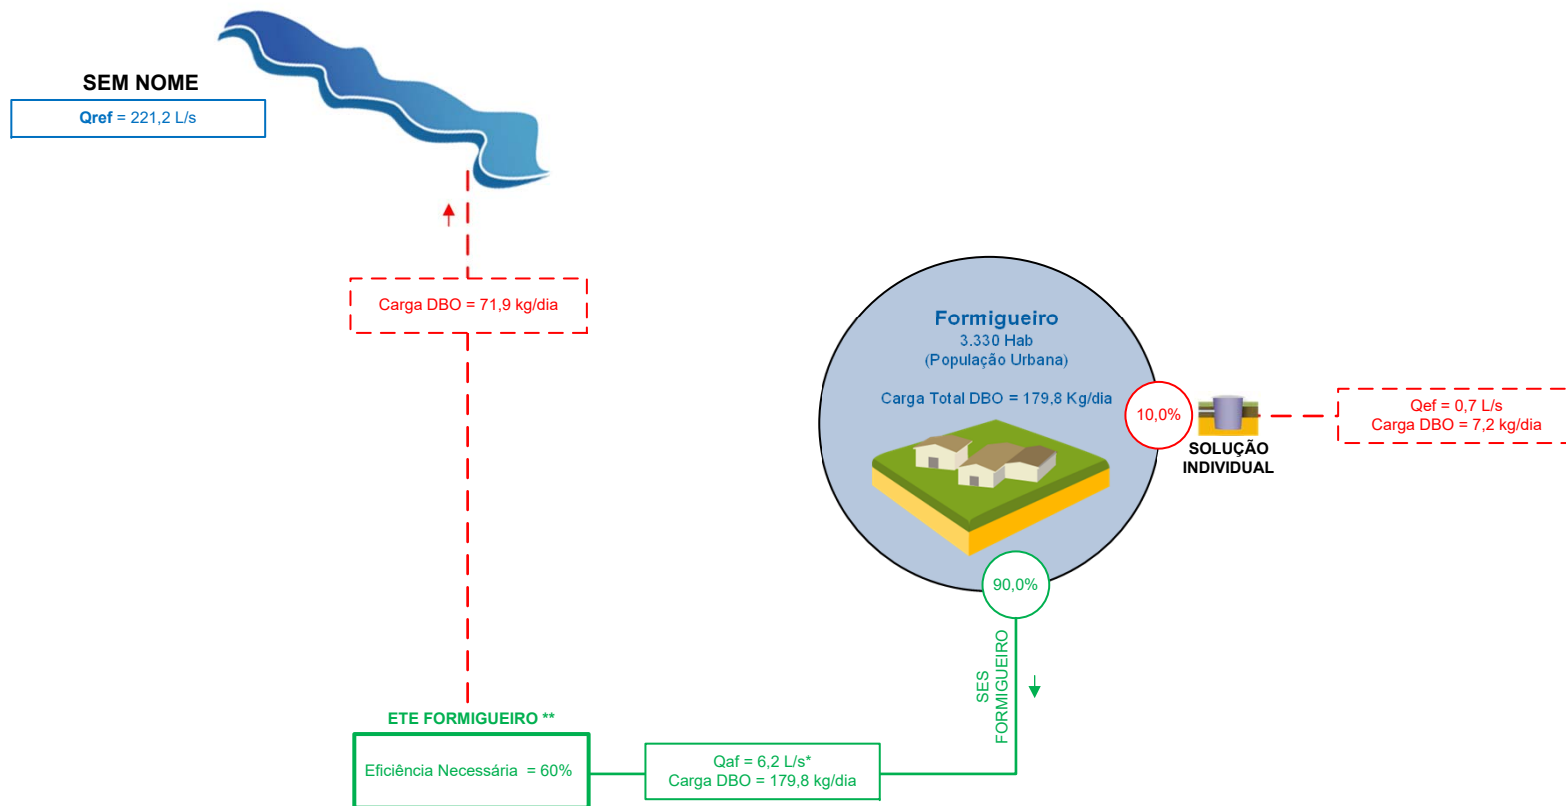 SEM NOME
Qref = 221,2 L/s
Carga DBO = 71,9 kg/dia
Formigueiro
3.330 Hab
(População Urbana)
Carga Total DBO = 179,8 Kg/dia
10,0%
SOLUÇÃO
INDIVIDUAL
Qef = 0,7 L/s
Carga DBO = 7,2 kg/dia
90,0%
SES
FORMIGUEIRO
ETE FORMIGUEIRO **
Eficiência Necessária = 60%
Qaf = 6,2 L/s*
Carga DBO = 179,8 kg/dia